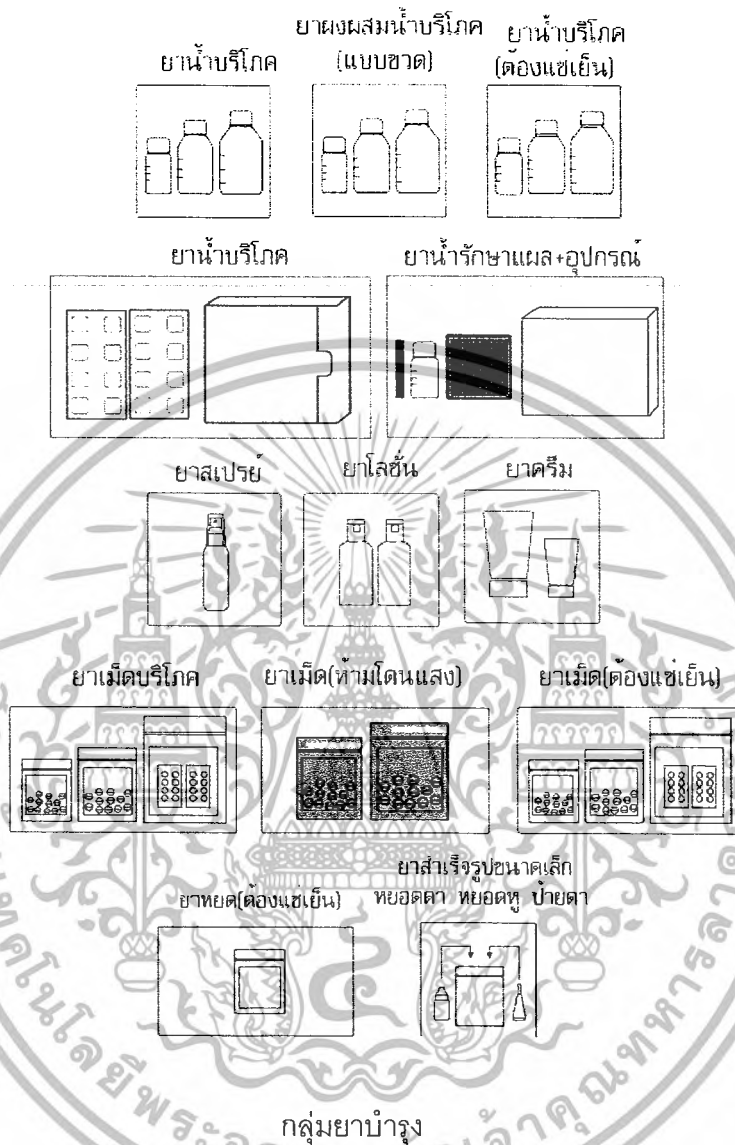 ยาน้ำบริโภค
ยาผงผสมน้ำบริโภค
(แบบขวด)
ยาน้ำบริโภค
(ต้องแช่เย็น)
ยาน้ำบริโภค
ยาน้ำรักษาแผล+อุปกรณ์
ยาสเปรย์
ยาโลชั่น
ยาครีม
ยาเม็ดบริโภค
ยาเม็ด(ห้ามโดนแสง)
ยาเม็ด(ต้องแช่เย็น)
ยาหยด(ต้องแช่เย็น)
ยาสำเร็จรูปขนาดเล็ก
หยอดตา หยอดหู ป้ายตา
กลุ่มยาบำรุง